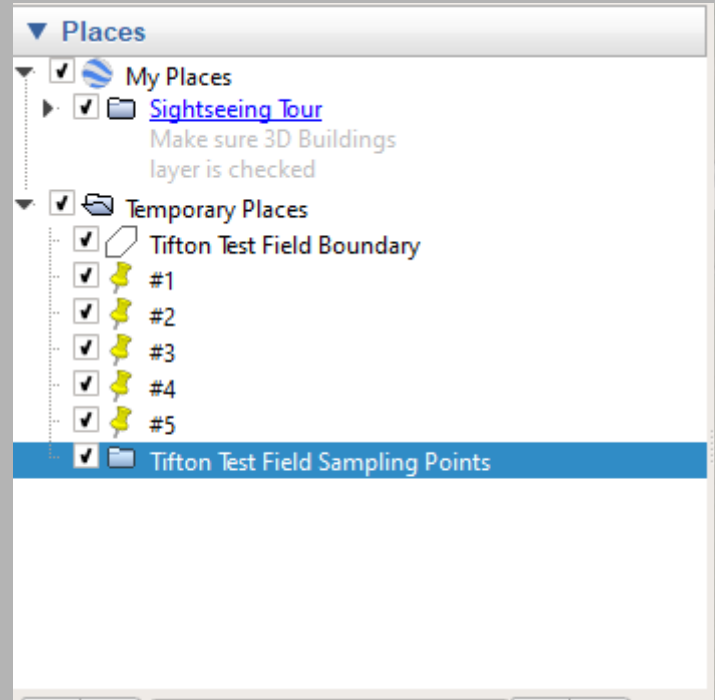 Places
My Places
Sightseeing Tour
Make sure 3D Buildings
layer is checked
Temporary Places
Tifton Test Field Boundary
#1
#2
#3
#4
#5
Tifton Test Field Sampling Points